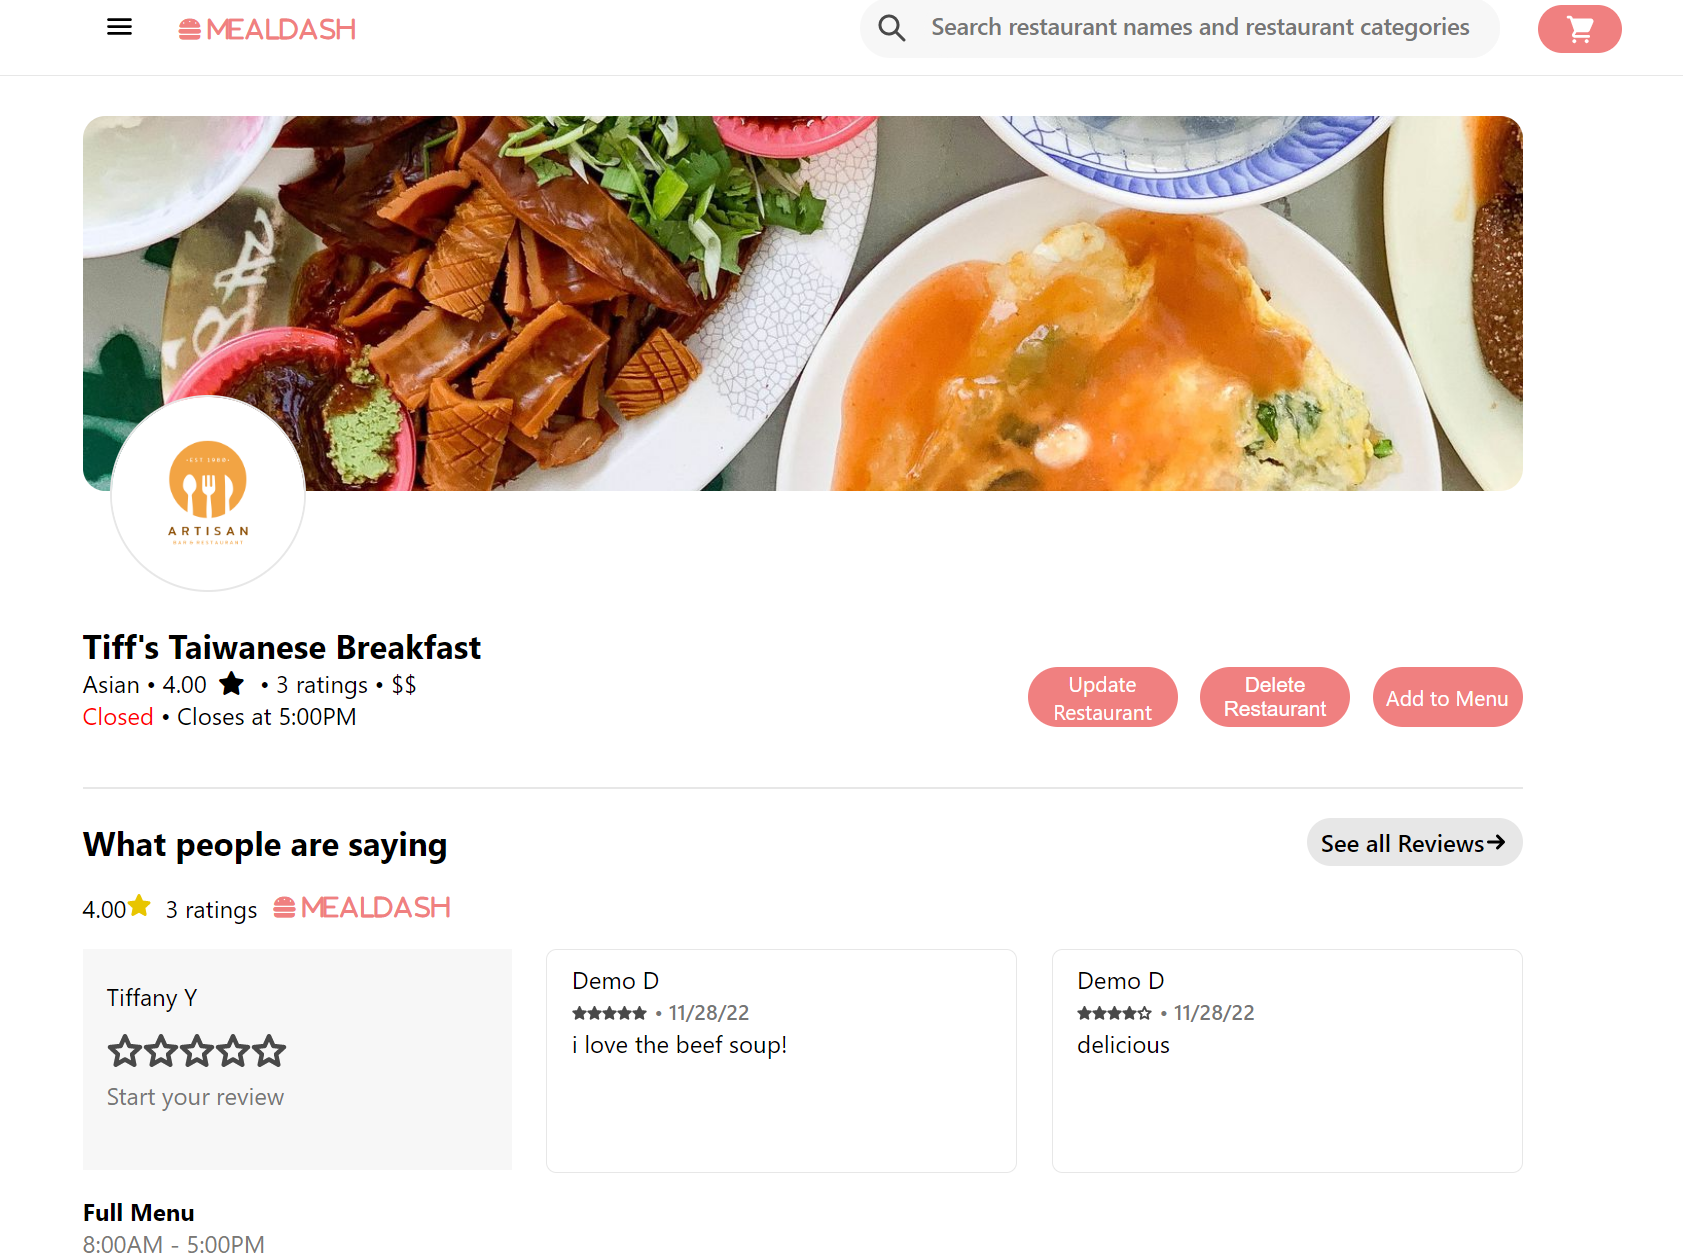 MEALDASH
Search restaurant names and restaurant categories
-EST 1980-
ARTISAN
BAR & RESTAURANT
Tiff's Taiwanese Breakfast
Asian • 4.00 ★ • 3 ratings • $$
Closed • Closes at 5:00PM
Update
Restaurant
Delete
Restaurant
Add to Menu
What people are saying
See all Reviews→
4.00★ 3 ratings MEALDASH
Tiffany Y
☆☆☆☆☆
Start your review
Demo D
★★★★★ • 11/28/22
i love the beef soup!
Demo D
★★★★☆ • 11/28/22
delicious
Full Menu
8:00AM - 5:00PM